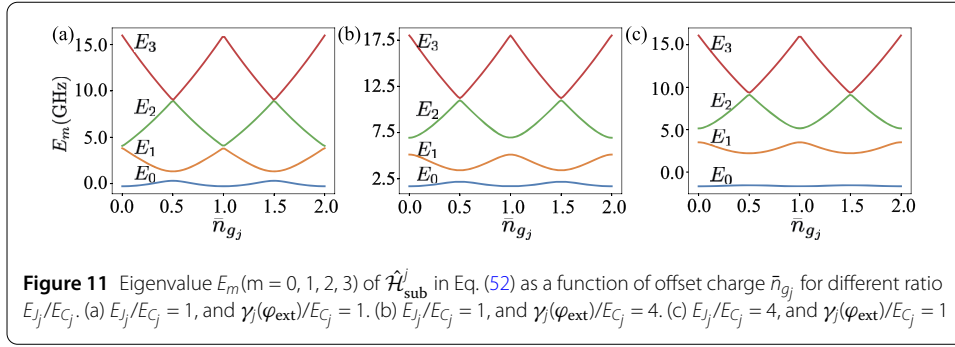 (a) (b) (c)
15.0 10.0 5.0 0.0
E_m(GHz)
E_3
E_2
E_1
E_0
0.0 0.5 1.0 1.5 2.0
n̄_{g_j}
17.5 12.5 7.5 2.5
E_3
E_2
E_1
E_0
0.0 0.5 1.0 1.5 2.0
n̄_{g_j}
15.0 10.0 5.0 0.0
E_3
E_2
E_1
E_0
0.0 0.5 1.0 1.5 2.0
n̄_{g_j}
Figure 11 Eigenvalue E_m(m = 0, 1, 2, 3) of Ĥ^j_sub in Eq. (52) as a function of offset charge n̄_{g_j} for different ratio
E_{J_j}/E_{C_j}. (a) E_{J_j}/E_{C_j} = 1, and γ_j(φ_ext)/E_{C_j} = 1. (b) E_{J_j}/E_{C_j} = 1, and γ_j(φ_ext)/E_{C_j} = 4. (c) E_{J_j}/E_{C_j} = 4, and γ_j(φ_ext)/E_{C_j} = 1